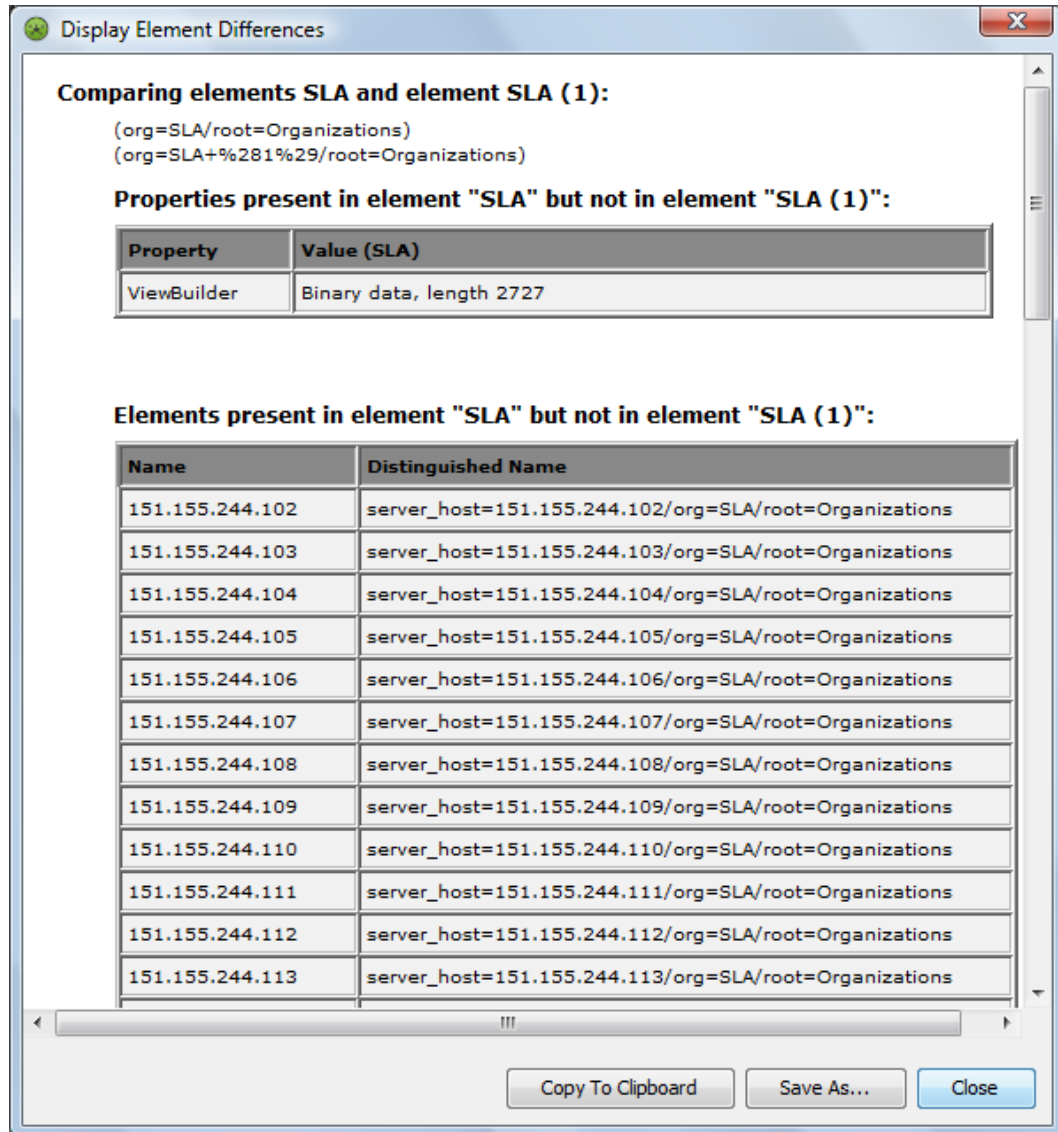 Display Element Differences
Comparing elements SLA and element SLA (1):
(org=SLA/root=Organizations)
(org=SLA+%281%29/root=Organizations)
Properties present in element "SLA" but not in element "SLA (1)":
Property Value (SLA)
ViewBuilder Binary data, length 2727
Elements present in element "SLA" but not in element "SLA (1)":
Name Distinguished Name
151.155.244.102 server_host=151.155.244.102/org=SLA/root=Organizations
151.155.244.103 server_host=151.155.244.103/org=SLA/root=Organizations
151.155.244.104 server_host=151.155.244.104/org=SLA/root=Organizations
151.155.244.105 server_host=151.155.244.105/org=SLA/root=Organizations
151.155.244.106 server_host=151.155.244.106/org=SLA/root=Organizations
151.155.244.107 server_host=151.155.244.107/org=SLA/root=Organizations
151.155.244.108 server_host=151.155.244.108/org=SLA/root=Organizations
151.155.244.109 server_host=151.155.244.109/org=SLA/root=Organizations
151.155.244.110 server_host=151.155.244.110/org=SLA/root=Organizations
151.155.244.111 server_host=151.155.244.111/org=SLA/root=Organizations
151.155.244.112 server_host=151.155.244.112/org=SLA/root=Organizations
151.155.244.113 server_host=151.155.244.113/org=SLA/root=Organizations
Copy To Clipboard Save As... Close